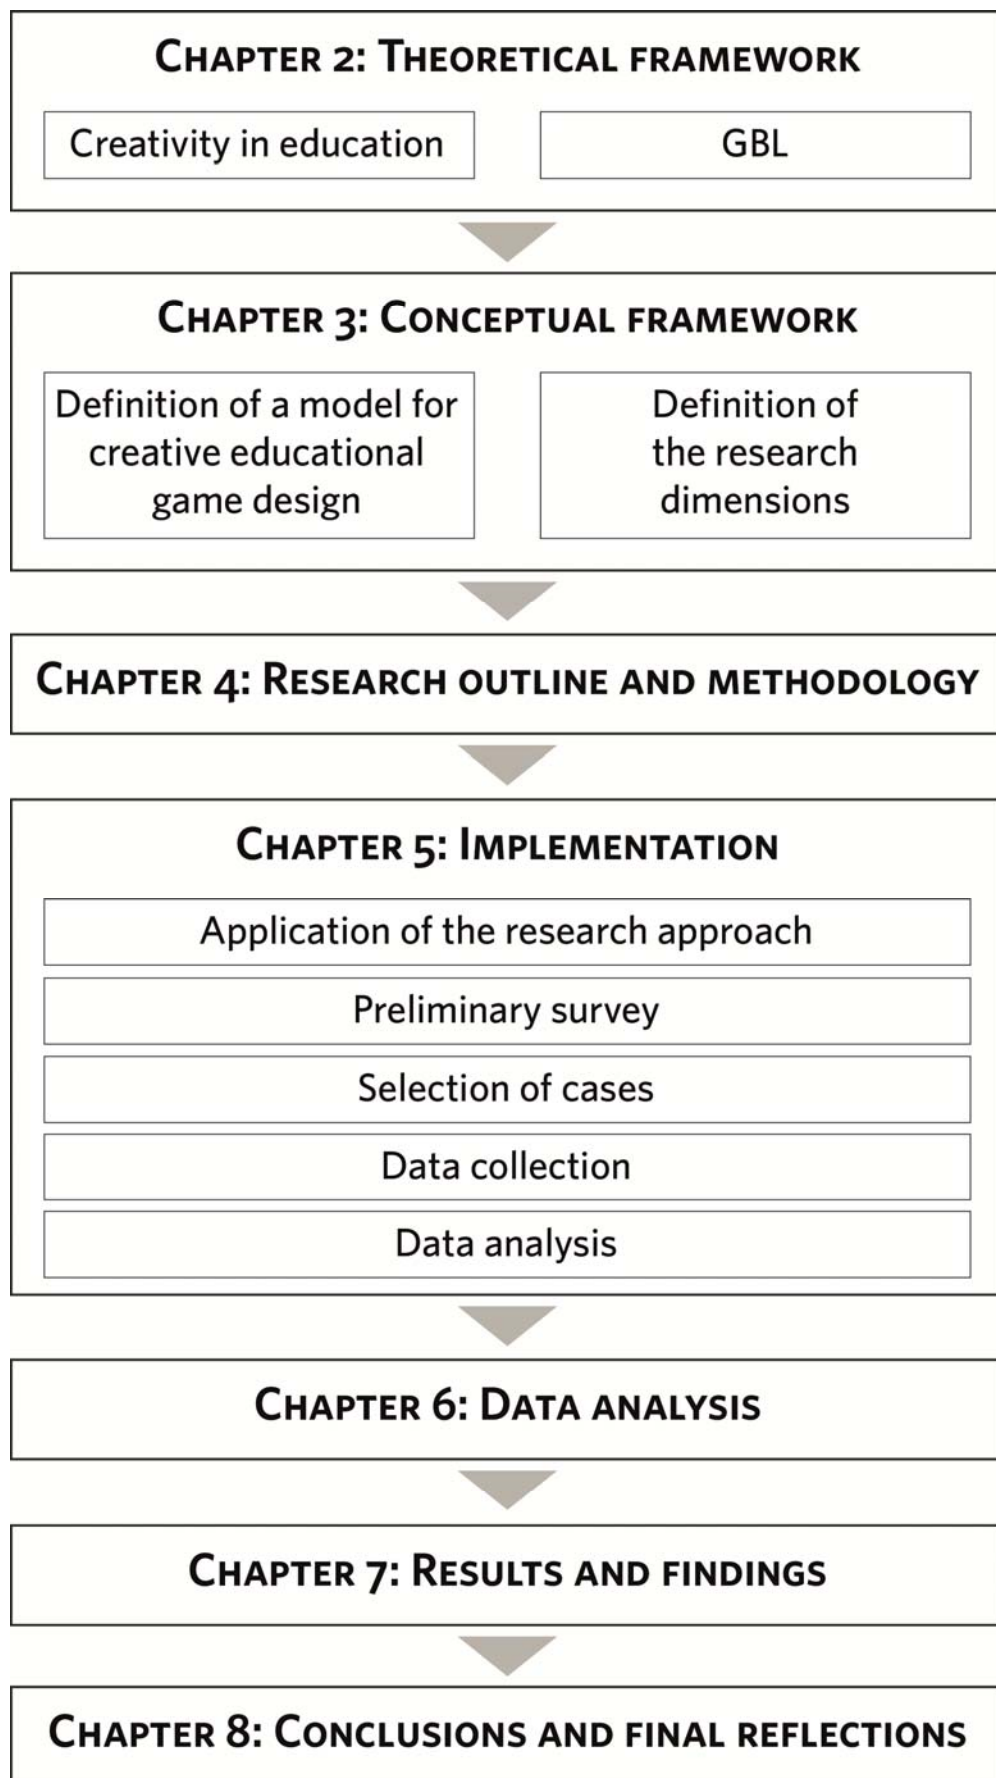 Chapter 2: Theoretical framework
Creativity in education
GBL
Chapter 3: Conceptual framework
Definition of a model for
creative educational
game design
Definition of
the research
dimensions
Chapter 4: Research outline and methodology
Chapter 5: Implementation
Application of the research approach
Preliminary survey
Selection of cases
Data collection
Data analysis
Chapter 6: Data analysis
Chapter 7: Results and findings
Chapter 8: Conclusions and final reflections